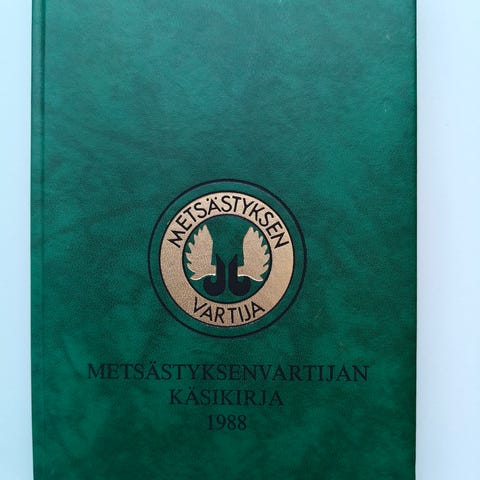 METSÄSTYKSEN
VARTIJA
METSÄSTYKSENVARTIJAN
KÄSIKIRJA
1988